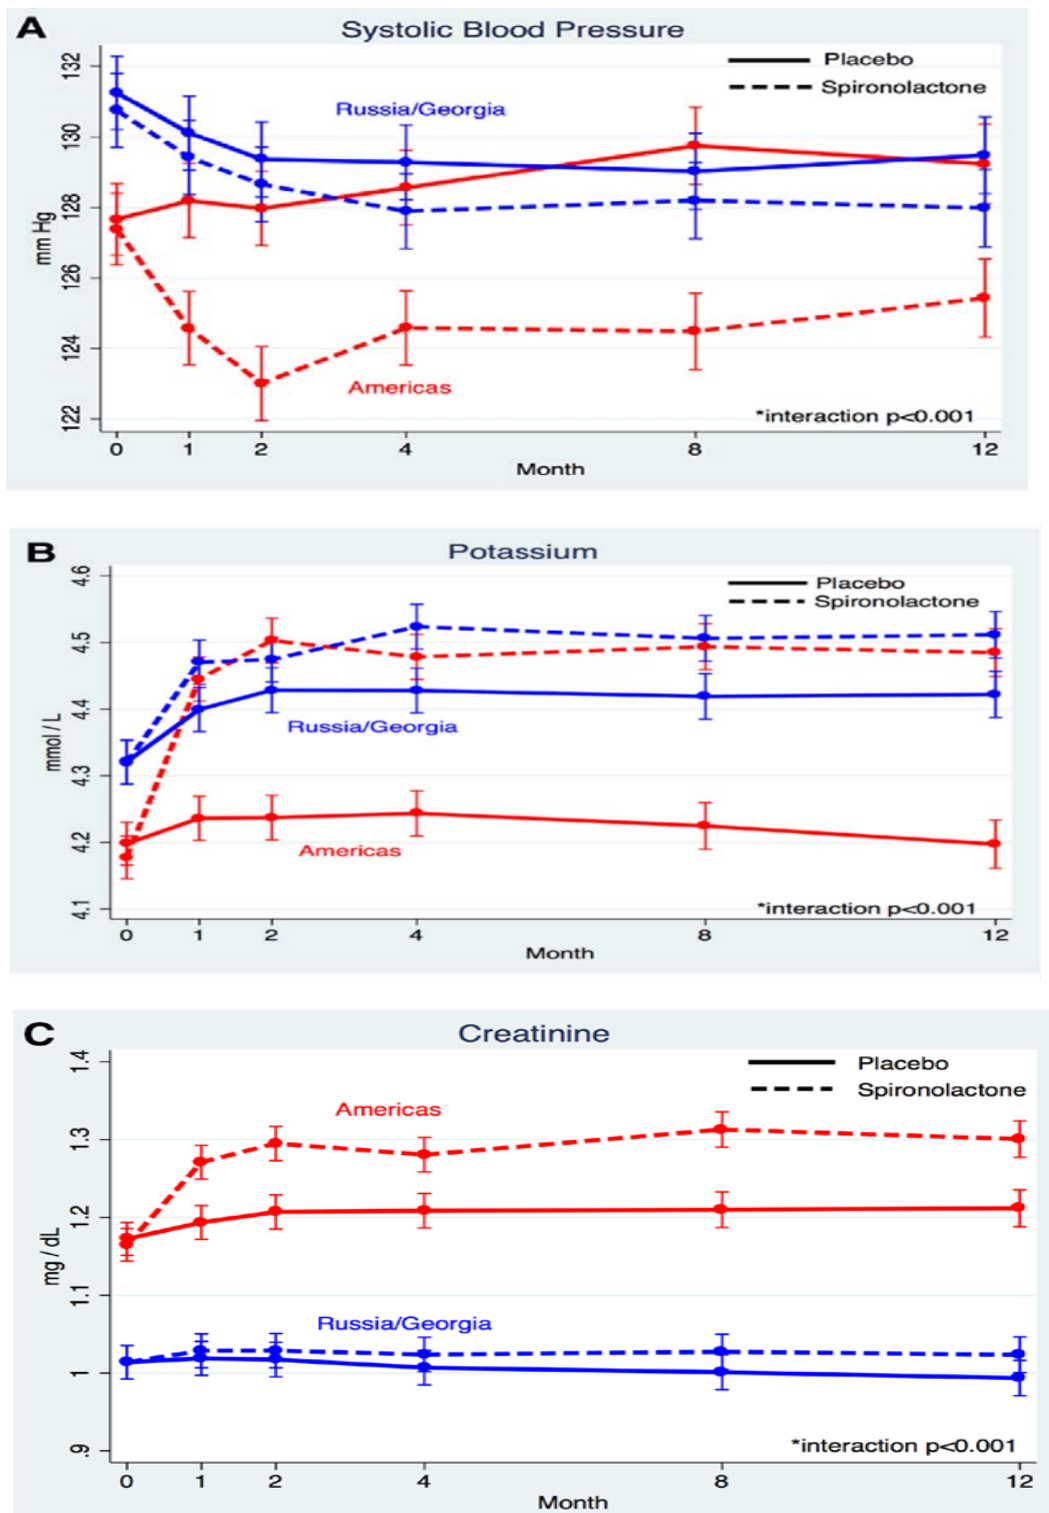 A
Systolic Blood Pressure
Placebo
Spironolactone
Russia/Georgia
Americas
*interaction p<0.001
mm Hg
132
130
128
126
124
122
0 1 2 4 8 12
Month
B
Potassium
Placebo
Spironolactone
Russia/Georgia
Americas
*interaction p<0.001
mmol / L
4.6
4.5
4.4
4.3
4.2
4.1
0 1 2 4 8 12
Month
C
Creatinine
Placebo
Spironolactone
Americas
Russia/Georgia
*interaction p<0.001
mg / dL
1.4
1.3
1.2
1.1
1
.9
0 1 2 4 8 12
Month